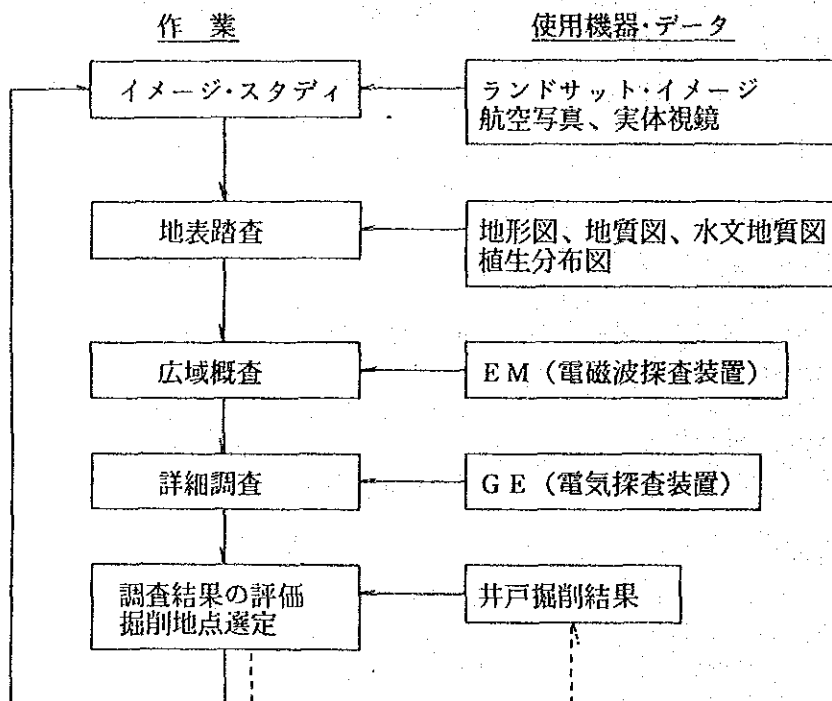 作 業
使用機器・データ
イメージ・スタディ
ランドサット・イメージ
航空写真、実体視鏡
地表踏査
地形図、地質図、水文地質図
植生分布図
広域概査
EM（電磁波探査装置）
詳細調査
GE（電気探査装置）
調査結果の評価
掘削地点選定
井戸掘削結果